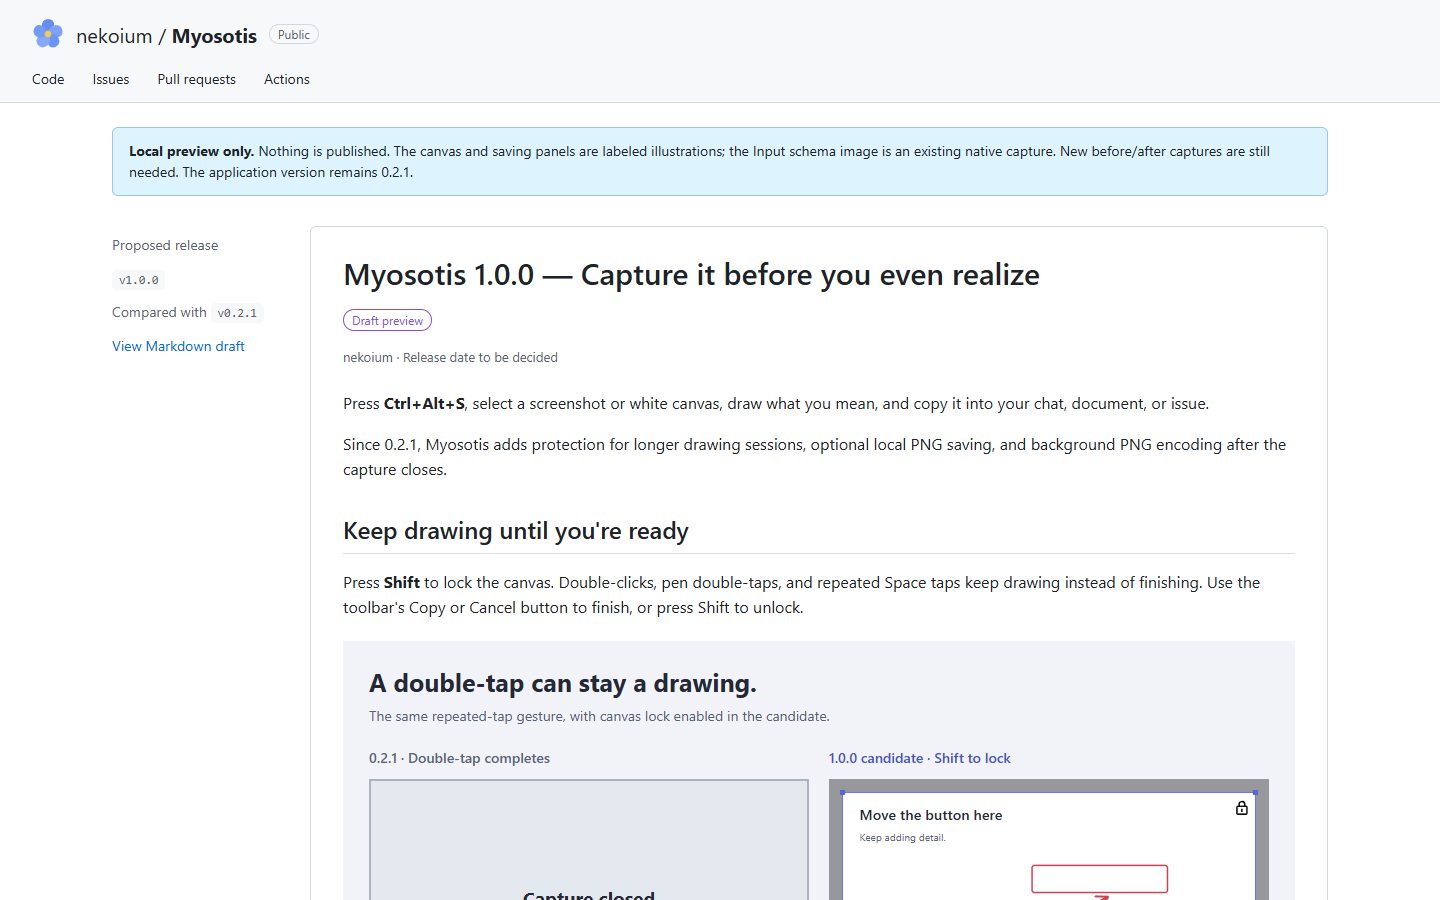 nekoium / Myosotis Public
Code Issues Pull requests Actions
Local preview only. Nothing is published. The canvas and saving panels are labeled illustrations; the Input schema image is an existing native capture. New before/after captures are still
needed. The application version remains 0.2.1.
Proposed release
v1.0.0
Compared with v0.2.1
View Markdown draft
Myosotis 1.0.0 — Capture it before you even realize
Draft preview
nekoium · Release date to be decided
Press Ctrl+Alt+S, select a screenshot or white canvas, draw what you mean, and copy it into your chat, document, or issue.
Since 0.2.1, Myosotis adds protection for longer drawing sessions, optional local PNG saving, and background PNG encoding after the
capture closes.
Keep drawing until you're ready
Press Shift to lock the canvas. Double-clicks, pen double-taps, and repeated Space taps keep drawing instead of finishing. Use the
toolbar's Copy or Cancel button to finish, or press Shift to unlock.
A double-tap can stay a drawing.
The same repeated-tap gesture, with canvas lock enabled in the candidate.
0.2.1 · Double-tap completes
Capture closed
1.0.0 candidate · Shift to lock
Move the button here
Keep adding detail.